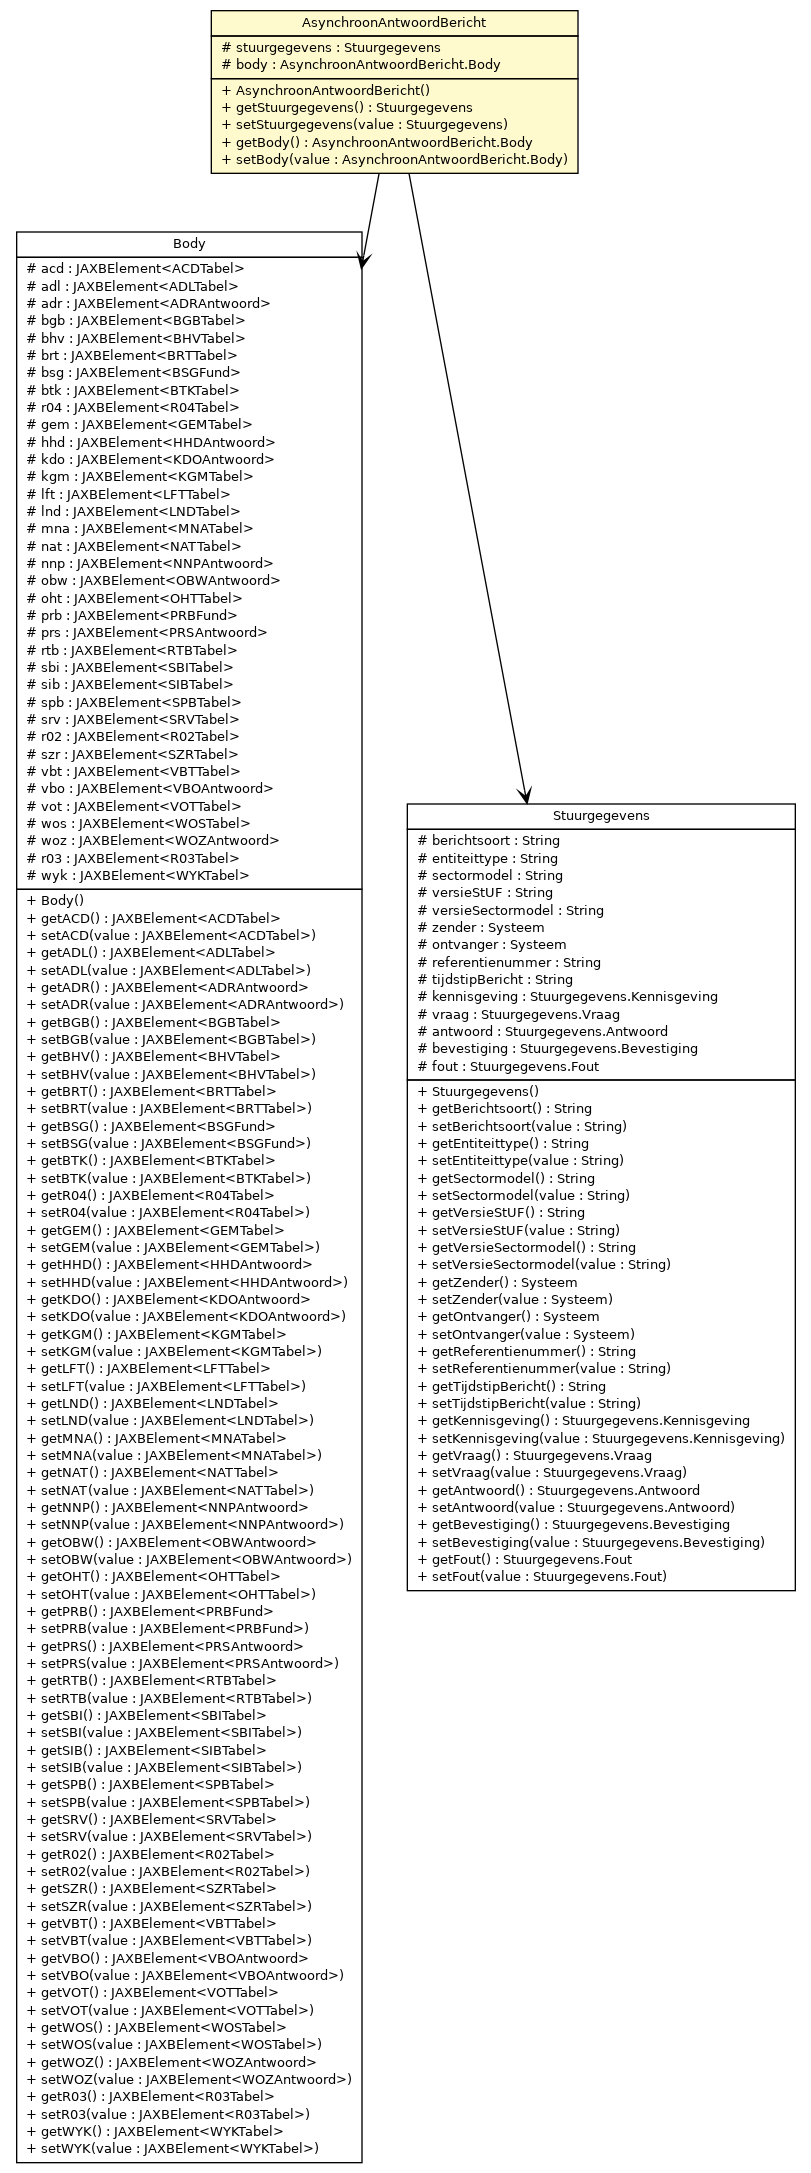 AsynchroonAntwoordBericht
# stuurgegevens : Stuurgegevens
# body : AsynchroonAntwoordBericht.Body
+ AsynchroonAntwoordBericht()
+ getStuurgegevens() : Stuurgegevens
+ setStuurgegevens(value : Stuurgegevens)
+ getBody() : AsynchroonAntwoordBericht.Body
+ setBody(value : AsynchroonAntwoordBericht.Body)
Body
# acd : JAXBElement<ACDTabel>
# adl : JAXBElement<ADLTabel>
# adr : JAXBElement<ADRAntwoord>
# bgb : JAXBElement<BGBTabel>
# bhv : JAXBElement<BHVTabel>
# brt : JAXBElement<BRTTabel>
# bsg : JAXBElement<BSGFund>
# btk : JAXBElement<BTKTabel>
# r04 : JAXBElement<R04Tabel>
# gem : JAXBElement<GEMTabel>
# hhd : JAXBElement<HHDAntwoord>
# kdo : JAXBElement<KDOAntwoord>
# kgm : JAXBElement<KGMTabel>
# lft : JAXBElement<LFTTabel>
# lnd : JAXBElement<LNDTabel>
# mna : JAXBElement<MNATabel>
# nat : JAXBElement<NATTabel>
# nnp : JAXBElement<NNPAntwoord>
# obw : JAXBElement<OBWAntwoord>
# oht : JAXBElement<OHTTabel>
# prb : JAXBElement<PRBFund>
# prs : JAXBElement<PRSAntwoord>
# rtb : JAXBElement<RTBTabel>
# sbi : JAXBElement<SBITabel>
# sib : JAXBElement<SIBTabel>
# spb : JAXBElement<SPBTabel>
# srv : JAXBElement<SRVTabel>
# r02 : JAXBElement<R02Tabel>
# szr : JAXBElement<SZRTabel>
# vbt : JAXBElement<VBTTabel>
# vbo : JAXBElement<VBOAntwoord>
# vot : JAXBElement<VOTTabel>
# wos : JAXBElement<WOSTabel>
# woz : JAXBElement<WOZAntwoord>
# r03 : JAXBElement<R03Tabel>
# wyk : JAXBElement<WYKTabel>
+ Body()
+ getACD() : JAXBElement<ACDTabel>
+ setACD(value : JAXBElement<ACDTabel>)
+ getADL() : JAXBElement<ADLTabel>
+ setADL(value : JAXBElement<ADLTabel>)
+ getADR() : JAXBElement<ADRAntwoord>
+ setADR(value : JAXBElement<ADRAntwoord>)
+ getBGB() : JAXBElement<BGBTabel>
+ setBGB(value : JAXBElement<BGBTabel>)
+ getBHV() : JAXBElement<BHVTabel>
+ setBHV(value : JAXBElement<BHVTabel>)
+ getBRT() : JAXBElement<BRTTabel>
+ setBRT(value : JAXBElement<BRTTabel>)
+ getBSG() : JAXBElement<BSGFund>
+ setBSG(value : JAXBElement<BSGFund>)
+ getBTK() : JAXBElement<BTKTabel>
+ setBTK(value : JAXBElement<BTKTabel>)
+ getR04() : JAXBElement<R04Tabel>
+ setR04(value : JAXBElement<R04Tabel>)
+ getGEM() : JAXBElement<GEMTabel>
+ setGEM(value : JAXBElement<GEMTabel>)
+ getHHD() : JAXBElement<HHDAntwoord>
+ setHHD(value : JAXBElement<HHDAntwoord>)
+ getKDO() : JAXBElement<KDOAntwoord>
+ setKDO(value : JAXBElement<KDOAntwoord>)
+ getKGM() : JAXBElement<KGMTabel>
+ setKGM(value : JAXBElement<KGMTabel>)
+ getLFT() : JAXBElement<LFTTabel>
+ setLFT(value : JAXBElement<LFTTabel>)
+ getLND() : JAXBElement<LNDTabel>
+ setLND(value : JAXBElement<LNDTabel>)
+ getMNA() : JAXBElement<MNATabel>
+ setMNA(value : JAXBElement<MNATabel>)
+ getNAT() : JAXBElement<NATTabel>
+ setNAT(value : JAXBElement<NATTabel>)
+ getNNP() : JAXBElement<NNPAntwoord>
+ setNNP(value : JAXBElement<NNPAntwoord>)
+ getOBW() : JAXBElement<OBWAntwoord>
+ setOBW(value : JAXBElement<OBWAntwoord>)
+ getOHT() : JAXBElement<OHTTabel>
+ setOHT(value : JAXBElement<OHTTabel>)
+ getPRB() : JAXBElement<PRBFund>
+ setPRB(value : JAXBElement<PRBFund>)
+ getPRS() : JAXBElement<PRSAntwoord>
+ setPRS(value : JAXBElement<PRSAntwoord>)
+ getRTB() : JAXBElement<RTBTabel>
+ setRTB(value : JAXBElement<RTBTabel>)
+ getSBI() : JAXBElement<SBITabel>
+ setSBI(value : JAXBElement<SBITabel>)
+ getSIB() : JAXBElement<SIBTabel>
+ setSIB(value : JAXBElement<SIBTabel>)
+ getSPB() : JAXBElement<SPBTabel>
+ setSPB(value : JAXBElement<SPBTabel>)
+ getSRV() : JAXBElement<SRVTabel>
+ setSRV(value : JAXBElement<SRVTabel>)
+ getR02() : JAXBElement<R02Tabel>
+ setR02(value : JAXBElement<R02Tabel>)
+ getSZR() : JAXBElement<SZRTabel>
+ setSZR(value : JAXBElement<SZRTabel>)
+ getVBT() : JAXBElement<VBTTabel>
+ setVBT(value : JAXBElement<VBTTabel>)
+ getVBO() : JAXBElement<VBOAntwoord>
+ setVBO(value : JAXBElement<VBOAntwoord>)
+ getVOT() : JAXBElement<VOTTabel>
+ setVOT(value : JAXBElement<VOTTabel>)
+ getWOS() : JAXBElement<WOSTabel>
+ setWOS(value : JAXBElement<WOSTabel>)
+ getWOZ() : JAXBElement<WOZAntwoord>
+ setWOZ(value : JAXBElement<WOZAntwoord>)
+ getR03() : JAXBElement<R03Tabel>
+ setR03(value : JAXBElement<R03Tabel>)
+ getWYK() : JAXBElement<WYKTabel>
+ setWYK(value : JAXBElement<WYKTabel>)
Stuurgegevens
# berichtsoort : String
# entiteittype : String
# sectormodel : String
# versieStUF : String
# versieSectormodel : String
# zender : Systeem
# ontvanger : Systeem
# referentienummer : String
# tijdstipBericht : String
# kennisgeving : Stuurgegevens.Kennisgeving
# vraag : Stuurgegevens.Vraag
# antwoord : Stuurgegevens.Antwoord
# bevestiging : Stuurgegevens.Bevestiging
# fout : Stuurgegevens.Fout
+ Stuurgegevens()
+ getBerichtsoort() : String
+ setBerichtsoort(value : String)
+ getEntiteittype() : String
+ setEntiteittype(value : String)
+ getSectormodel() : String
+ setSectormodel(value : String)
+ getVersieStUF() : String
+ setVersieStUF(value : String)
+ getVersieSectormodel() : String
+ setVersieSectormodel(value : String)
+ getZender() : Systeem
+ setZender(value : Systeem)
+ getOntvanger() : Systeem
+ setOntvanger(value : Systeem)
+ getReferentienummer() : String
+ setReferentienummer(value : String)
+ getTijdstipBericht() : String
+ setTijdstipBericht(value : String)
+ getKennisgeving() : Stuurgegevens.Kennisgeving
+ setKennisgeving(value : Stuurgegevens.Kennisgeving)
+ getVraag() : Stuurgegevens.Vraag
+ setVraag(value : Stuurgegevens.Vraag)
+ getAntwoord() : Stuurgegevens.Antwoord
+ setAntwoord(value : Stuurgegevens.Antwoord)
+ getBevestiging() : Stuurgegevens.Bevestiging
+ setBevestiging(value : Stuurgegevens.Bevestiging)
+ getFout() : Stuurgegevens.Fout
+ setFout(value : Stuurgegevens.Fout)